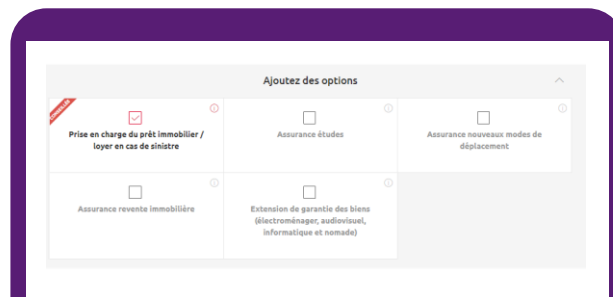 Ajoutez des options
Prise en charge du prêt immobilier /
loyer en cas de sinistre
Assurance études
Assurance nouveaux modes de
déplacement
Assurance revente immobilière
Extension de garantie des biens
(électroménager, audiovisuel,
informatique et nomade)